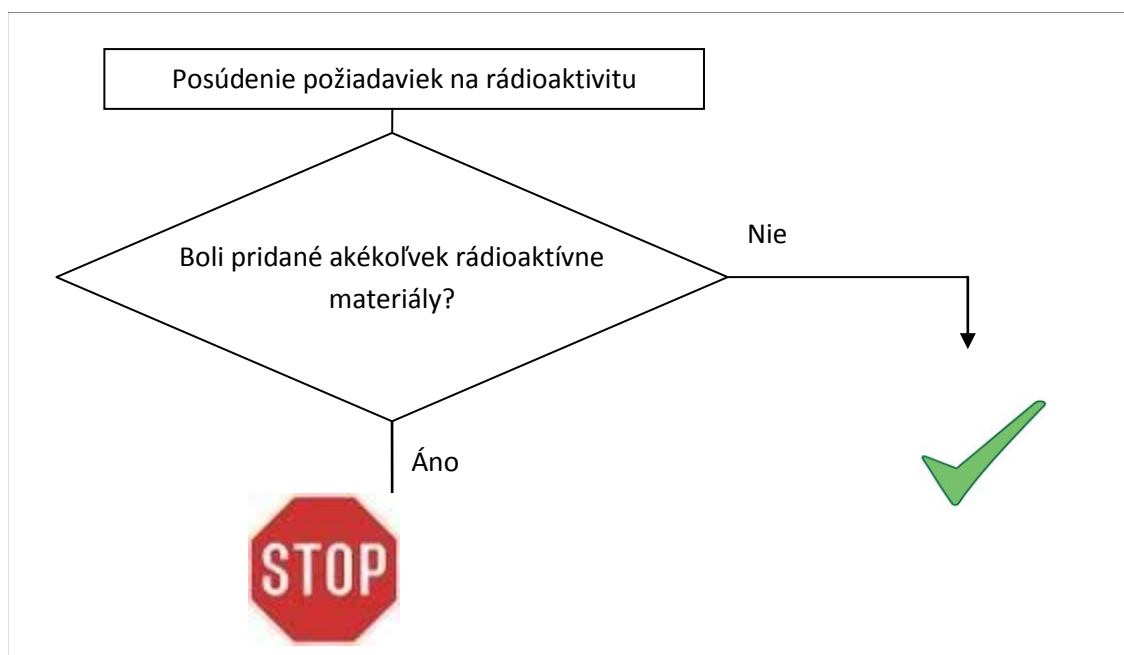 Posúdenie požiadaviek na rádioaktivitu
Boli pridané akékoľvek rádioaktívne
materiály?
Nie
Áno
STOP